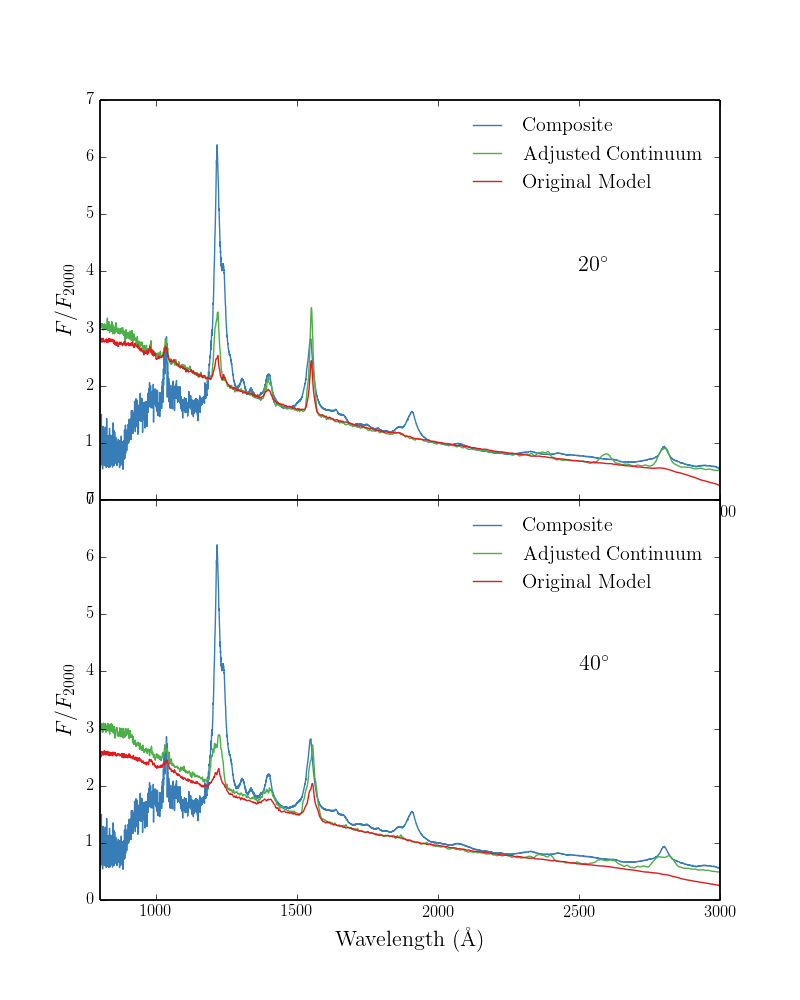 7
6
5
4
3
2
1
F/F2000
Composite
Adjusted Continuum
Original Model
20°
00
7
6
5
4
3
2
1
0
F/F2000
Composite
Adjusted Continuum
Original Model
40°
1000 1500 2000 2500 3000
Wavelength (Å)